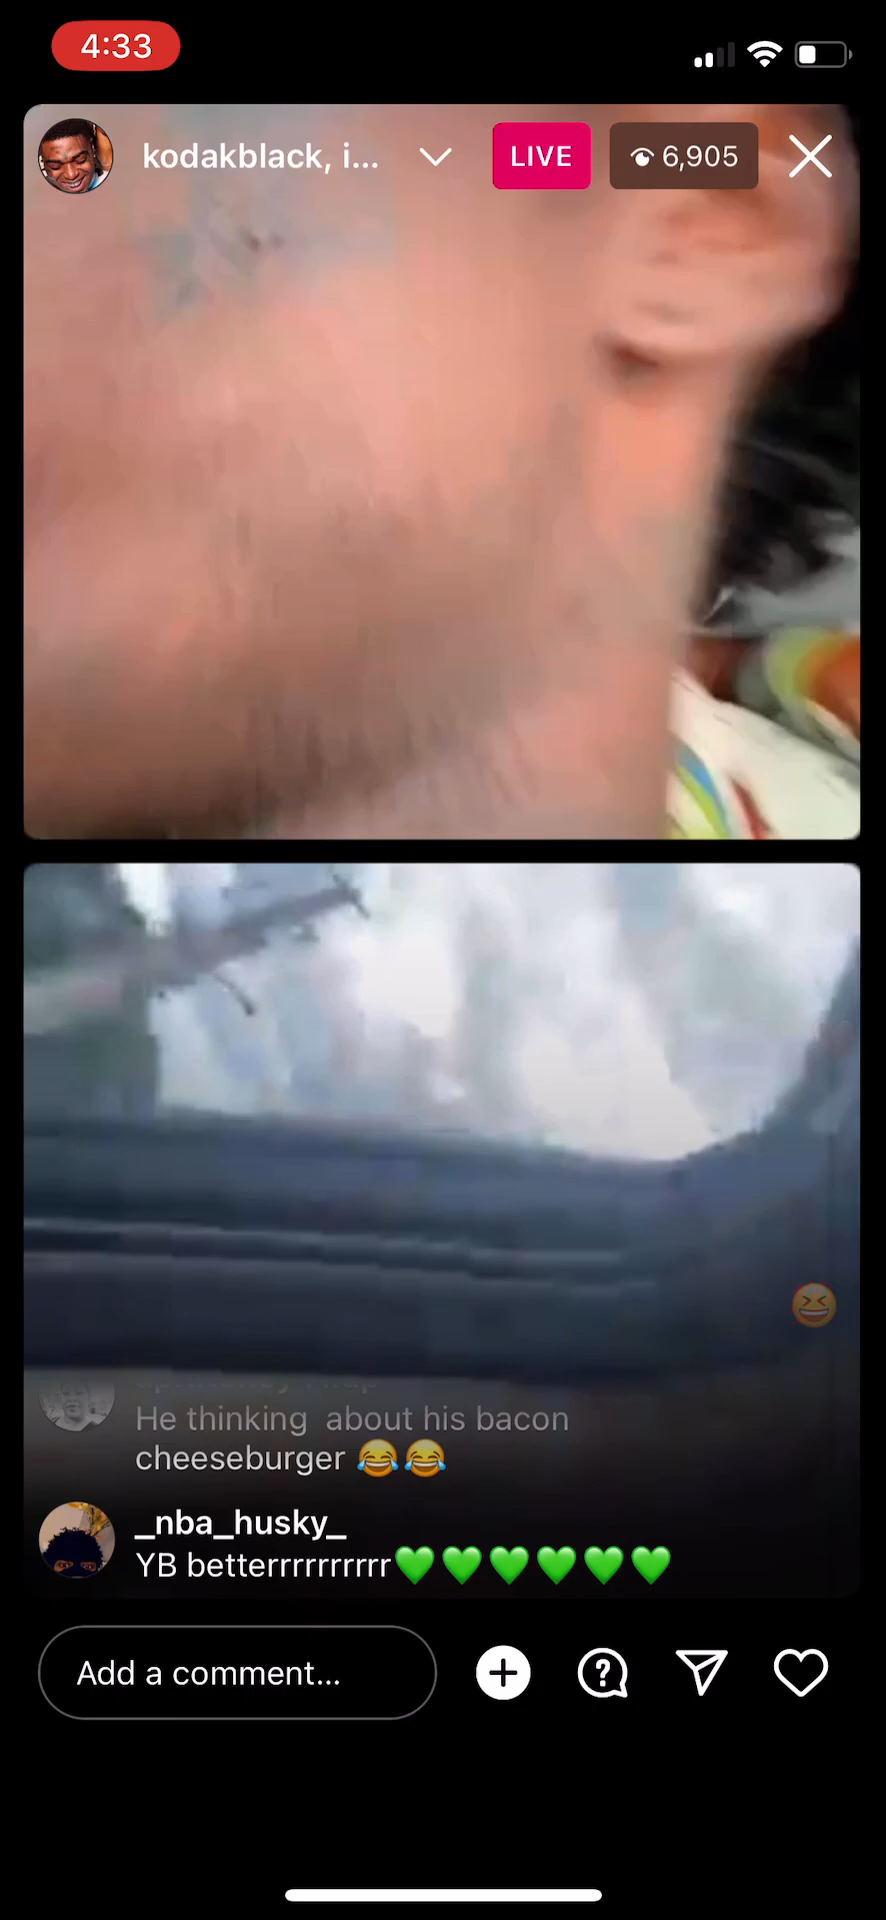 4:33
kodakblack, i...
LIVE
6,905
He thinking about his bacon
cheeseburger 😂😂
_nba_husky_
YB betterrrrrrrrrr💚💚💚💚💚💚
Add a comment...